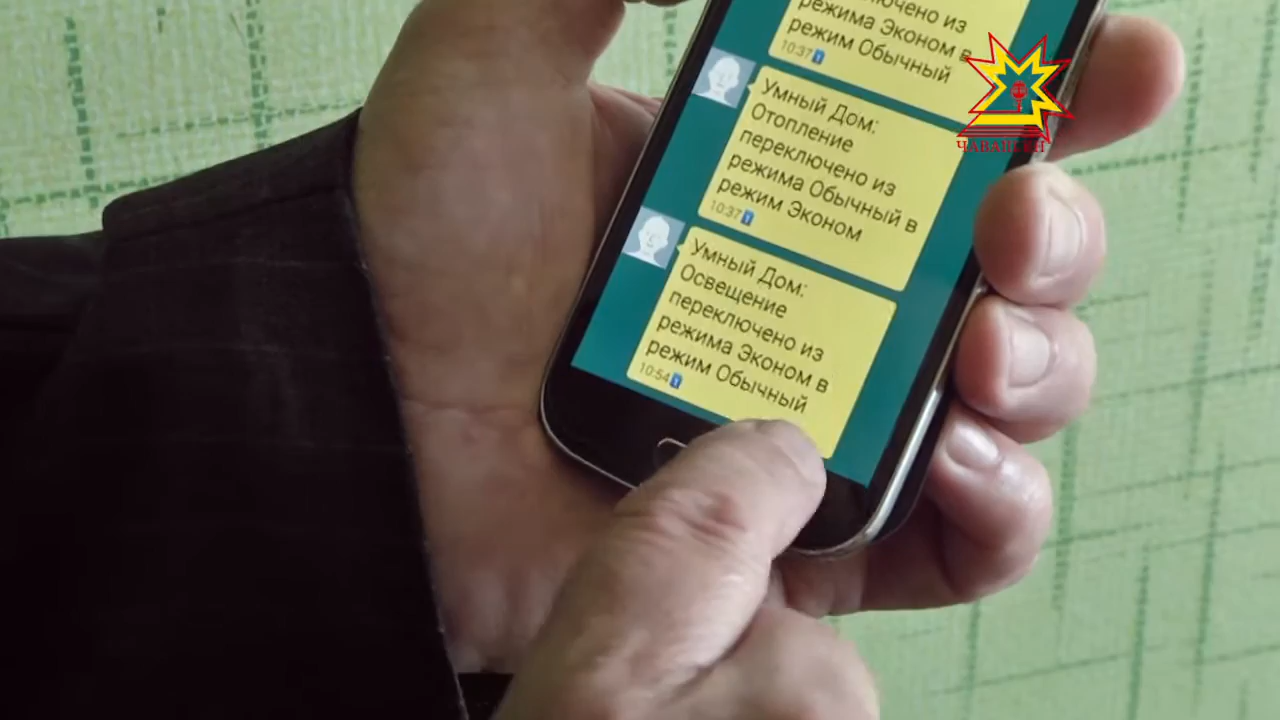 режима Эконом в
режим Обычный
10:37
Умный Дом:
Отопление
переключено из
режима Обычный в
режим Эконом
10:37
Умный Дом:
Освещение
переключено из
режима Эконом в
режим Обычный
10:54